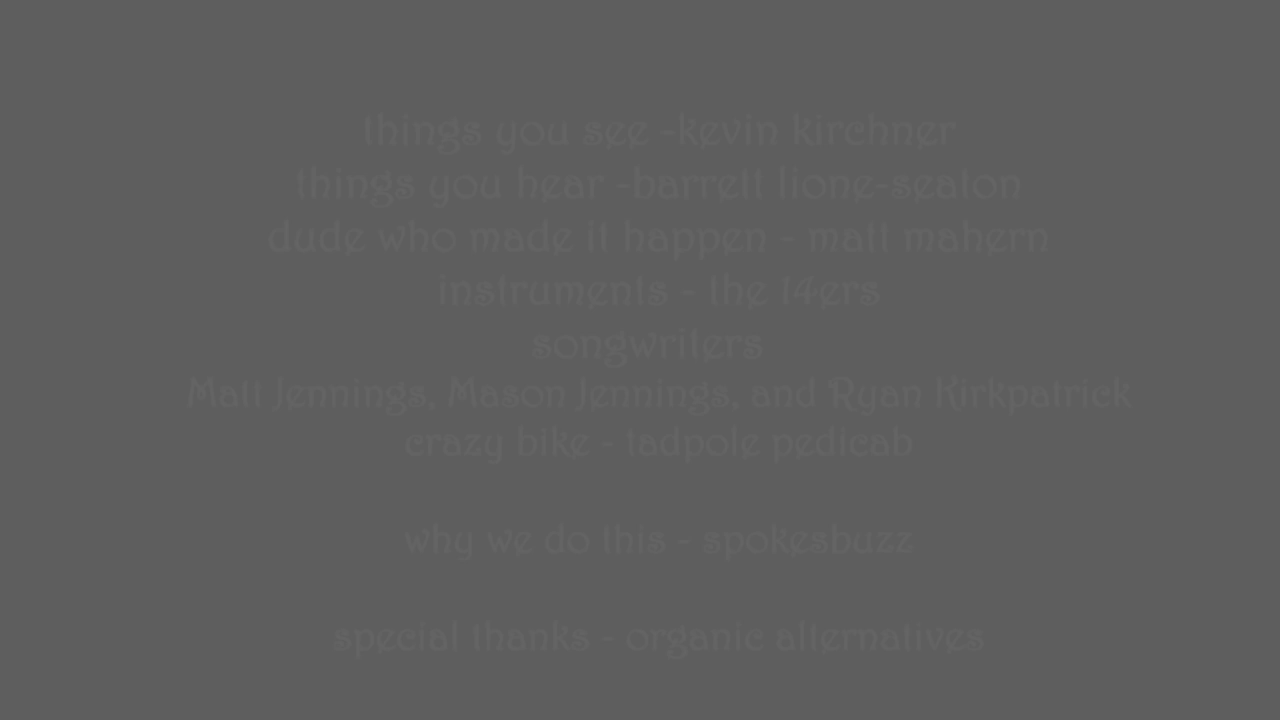 things you see -kevin kirchner
things you hear -barrett lione-seaton
dude who made it happen - matt mahern
instruments - the 14ers
songwriters
Matt Jennings, Mason Jennings, and Ryan Kirkpatrick
crazy bike - tadpole pedicab
why we do this - spokesbuzz
special thanks - organic alternatives